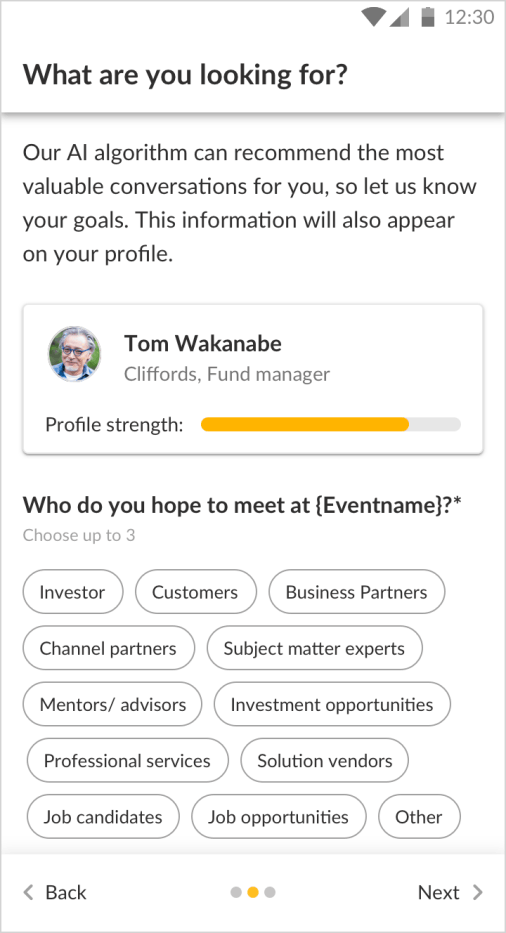 12:30
What are you looking for?
Our AI algorithm can recommend the most
valuable conversations for you, so let us know
your goals. This information will also appear
on your profile.
Tom Wakanabe
Cliffords, Fund manager
Profile strength:
Who do you hope to meet at {Eventname}?*
Choose up to 3
Investor Customers Business Partners
Channel partners Subject matter experts
Mentors/ advisors Investment opportunities
Professional services Solution vendors
Job candidates Job opportunities Other
Back Next